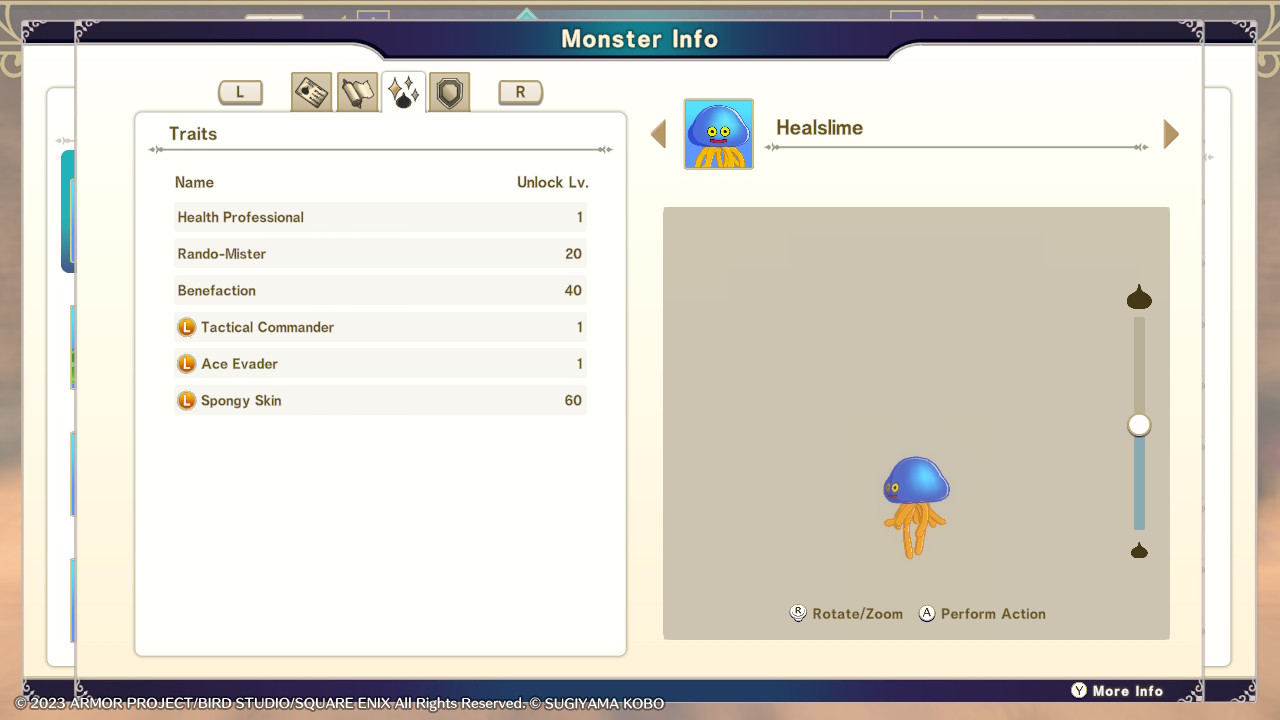 Monster Info
L
R
Traits
Name Unlock Lv.
Health Professional 1
Rando-Mister 20
Benefaction 40
L Tactical Commander 1
L Ace Evader 1
L Spongy Skin 60
Healslime
R Rotate/Zoom A Perform Action
Y More Info
© 2023 ARMOR PROJECT/BIRD STUDIO/SQUARE ENIX All Rights Reserved. © SUGIYAMA KOBO